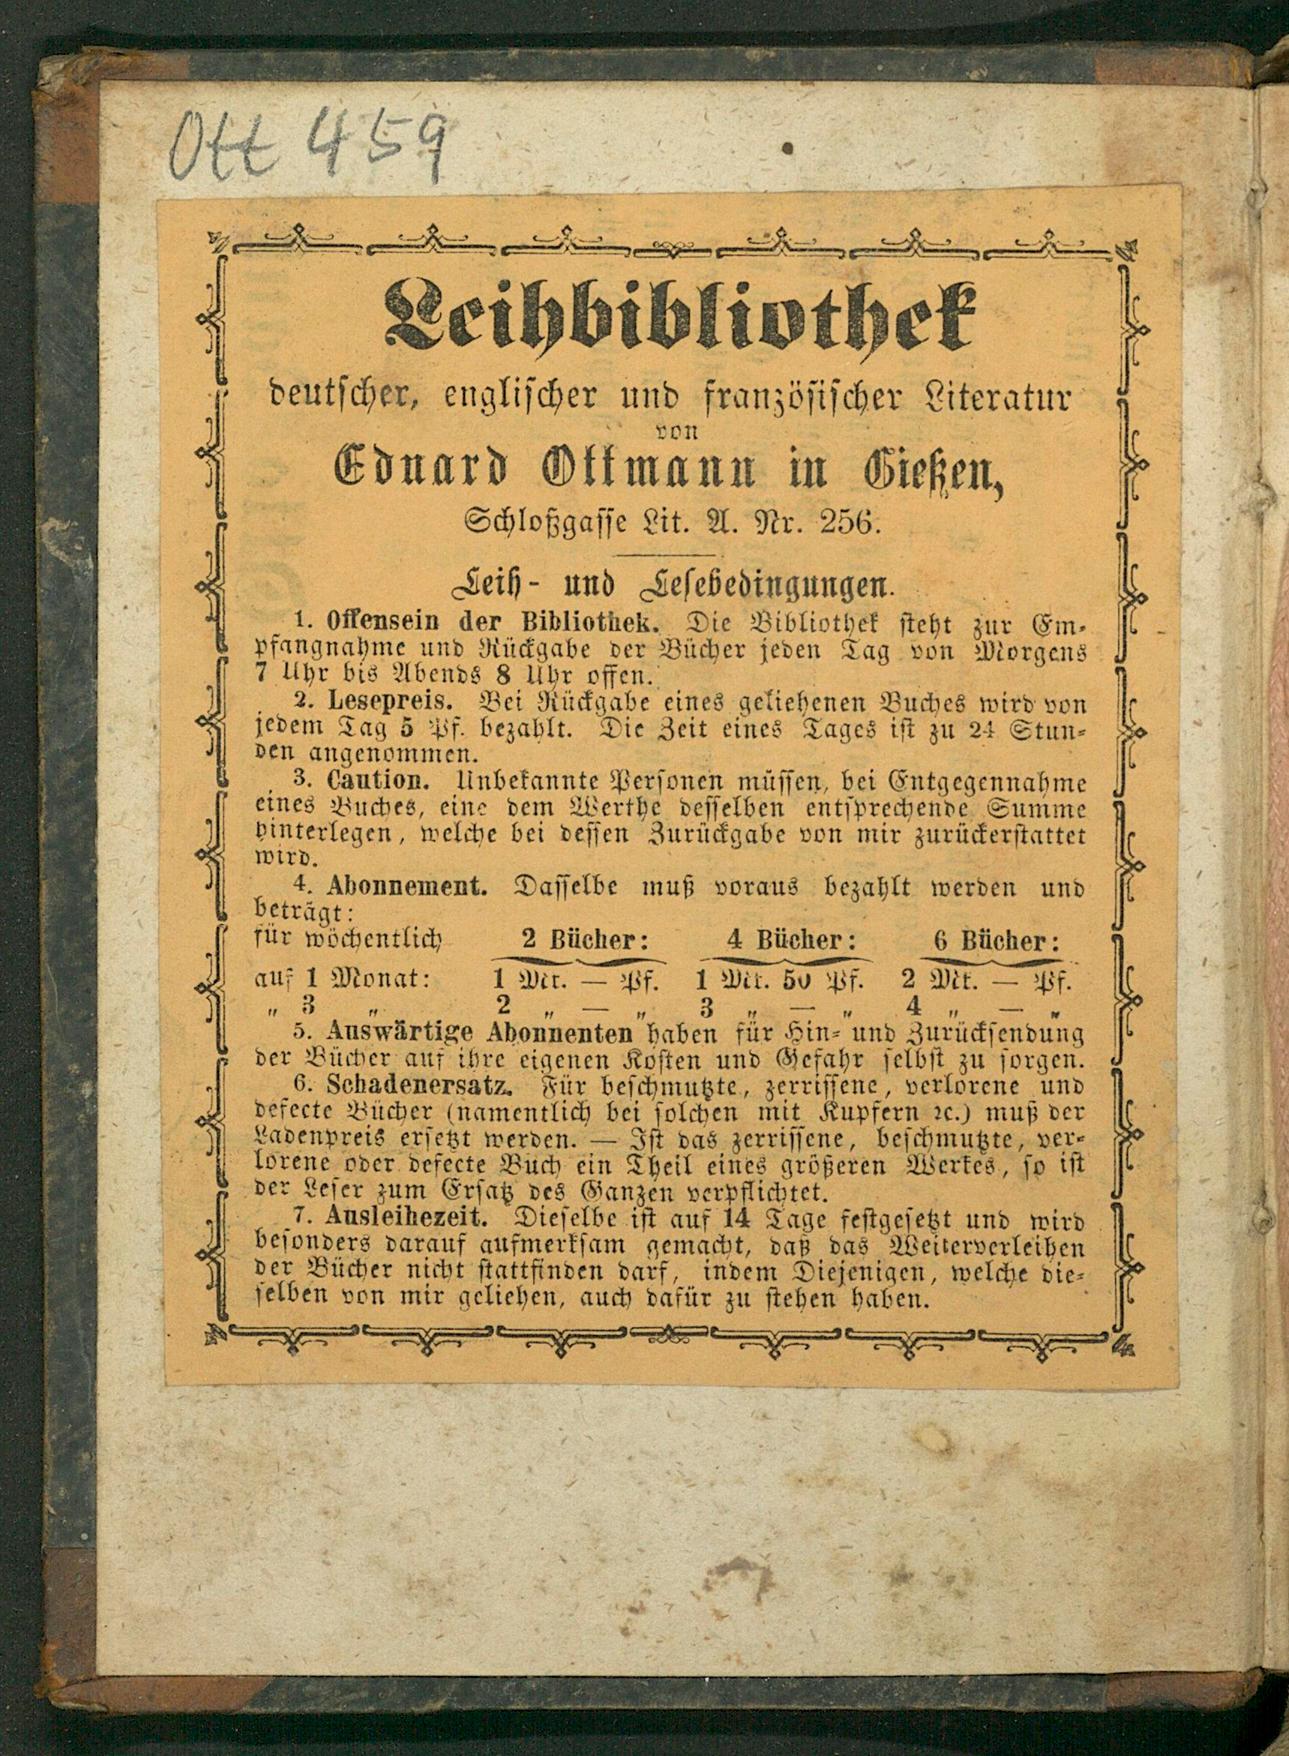 Ott 459
Leihbibliothek
deutscher, englischer und französischer Literatur
von
Eduard Ottmann in Gießen,
Schloßgasse Lit. A. Nr. 256.
Leih- und Lesebedingungen.
1. Offensein der Bibliothek. Die Bibliothek steht zur Em-
pfangnahme und Rückgabe der Bücher jeden Tag von Morgens
7 Uhr bis Abends 8 Uhr offen.
2. Lesepreis. Bei Rückgabe eines geliehenen Buches wird von
jedem Tag 5 Pf. bezahlt. Die Zeit eines Tages ist zu 24 Stun-
den angenommen.
3. Caution. Unbekannte Personen müssen, bei Entgegennahme
eines Buches, eine dem Werthe desselben entsprechende Summe
hinterlegen, welche bei dessen Zurückgabe von mir zurückerstattet
wird.
4. Abonnement. Dasselbe muß voraus bezahlt werden und
beträgt:
für wöchentlich 2 Bücher: 4 Bücher: 6 Bücher:
auf 1 Monat: 1 Mk. — Pf. 1 Mk. 50 Pf. 2 Mk. — Pf.
„ 3 „ 2 „ — „ 3 „ — „ 4 „ — „
5. Auswärtige Abonnenten haben für Hin- und Zurücksendung
der Bücher auf ihre eigenen Kosten und Gefahr selbst zu sorgen.
6. Schadenersatz. Für beschmutzte, zerrissene, verlorene und
defecte Bücher (namentlich bei solchen mit Kupfern ꝛc.) muß der
Ladenpreis ersetzt werden. — Ist das zerrissene, beschmutzte, ver-
lorene oder defecte Buch ein Theil eines größeren Werkes, so ist
der Leser zum Ersatz des Ganzen verpflichtet.
7. Ausleihezeit. Dieselbe ist auf 14 Tage festgesetzt und wird
besonders darauf aufmerksam gemacht, daß das Weiterverleihen
der Bücher nicht stattfinden darf, indem Diejenigen, welche die-
selben von mir geliehen, auch dafür zu stehen haben.